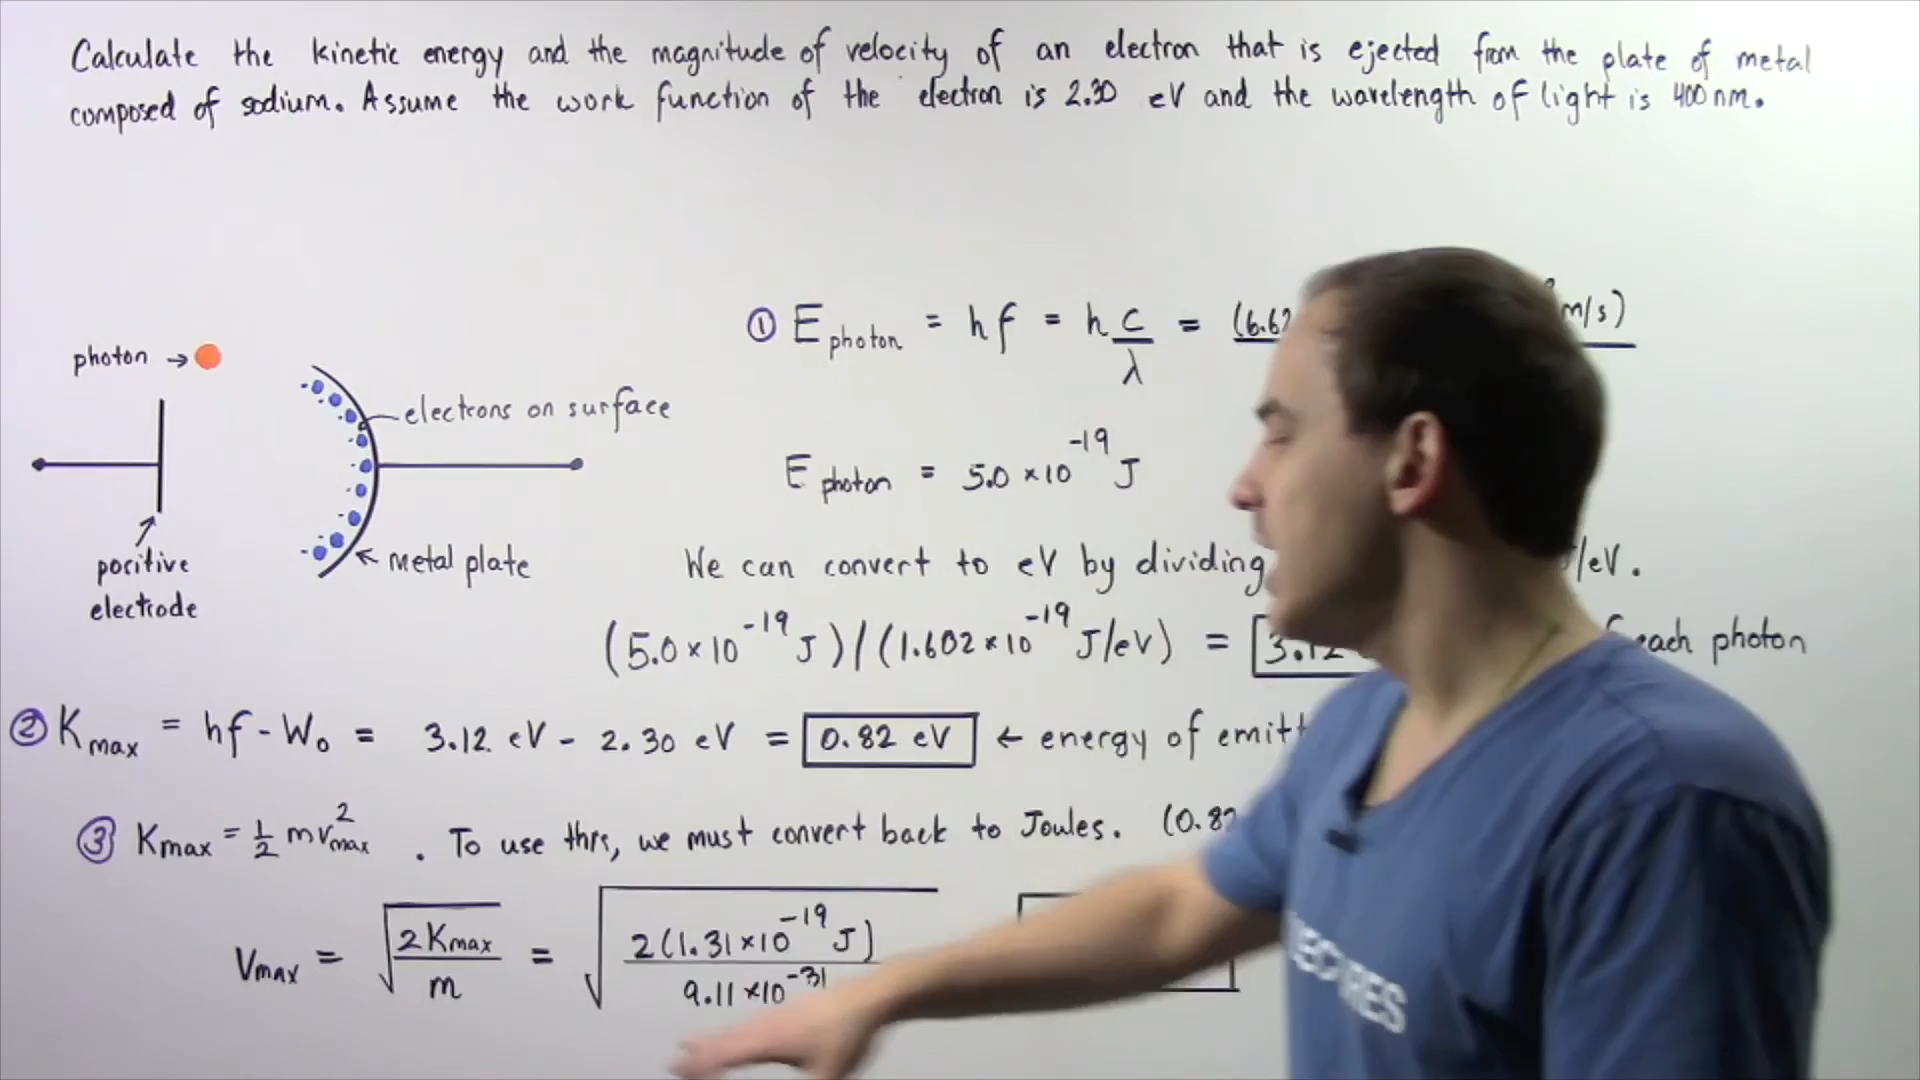 Calculate the kinetic energy and the magnitude of velocity of an electron that is ejected from the plate of metal
composed of sodium. Assume the work function of the electron is 2.30 eV and the wavelength of light is 400 nm.
① E photon = hf = h c/λ = (6.62 m/s)
photon →
electrons on surface
E photon = 5.0 × 10^-19 J
positive
electrode
metal plate
We can convert to eV by dividing /eV.
(5.0 × 10^-19 J)/(1.602 × 10^-19 J/eV) = 3.12 each photon
② Kmax = hf - W₀ = 3.12 eV - 2.30 eV = 0.82 eV ← energy of
③ Kmax = 1/2 mv²max . To use thrs, we must convert back to Joules. (0.82
Vmax = √(2Kmax/m) = √(2(1.31×10^-19 J)/9.11×10^-31
LECTURES